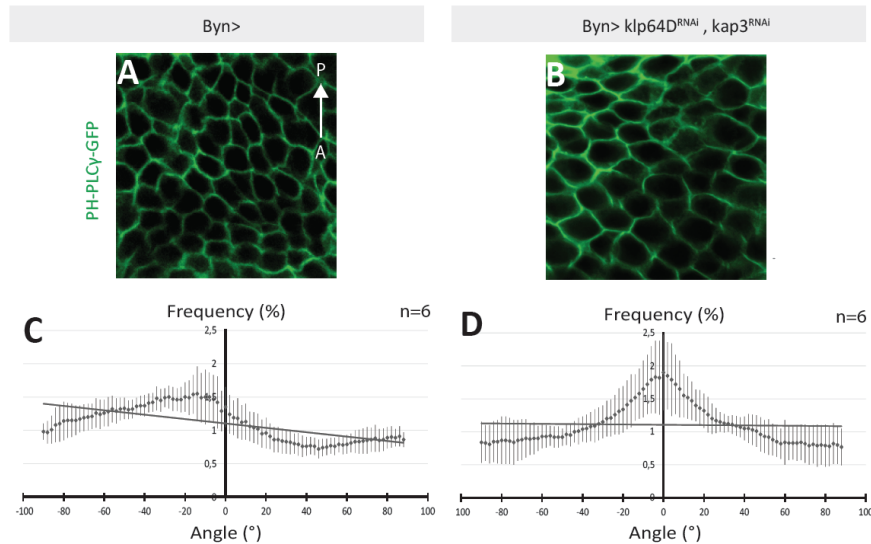 Byn>
Byn> klp64D^RNAi , kap3^RNAi
A
P
A
B
PH-PLCγ-GFP
C
Frequency (%)
n=6
2,5
2
1,5
1
0,5
0
-100 -80 -60 -40 -20 0 20 40 60 80 100
Angle (°)
D
Frequency (%)
n=6
2,5
2
1,5
1
0,5
0
-100 -80 -60 -40 -20 0 20 40 60 80 100
Angle (°)